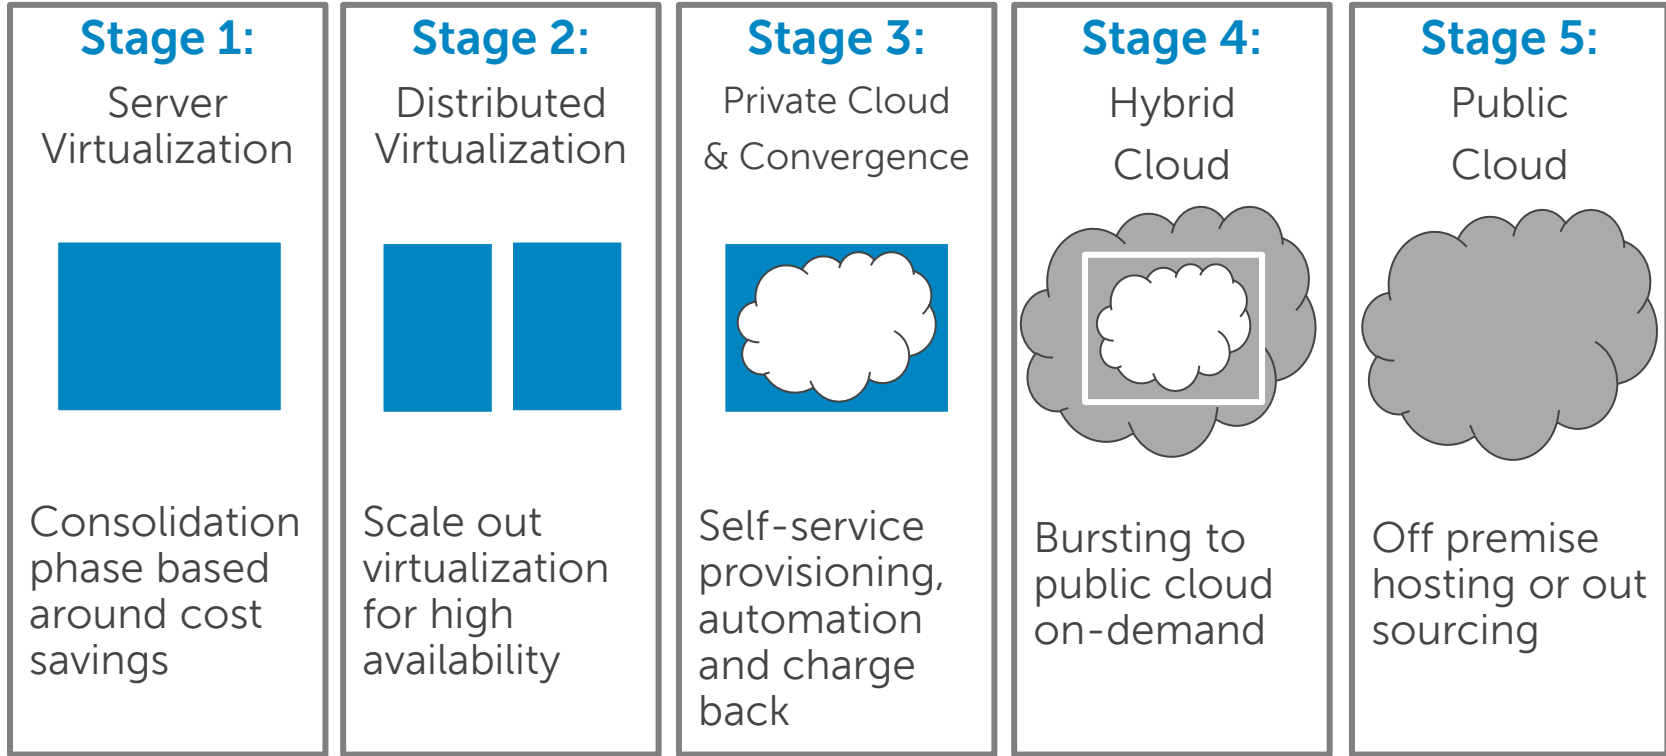 Stage 1:
Server
Virtualization
Consolidation
phase based
around cost
savings
Stage 2:
Distributed
Virtualization
Scale out
virtualization
for high
availability
Stage 3:
Private Cloud
& Convergence
Self-service
provisioning,
automation
and charge
back
Stage 4:
Hybrid
Cloud
Bursting to
public cloud
on-demand
Stage 5:
Public
Cloud
Off premise
hosting or out
sourcing